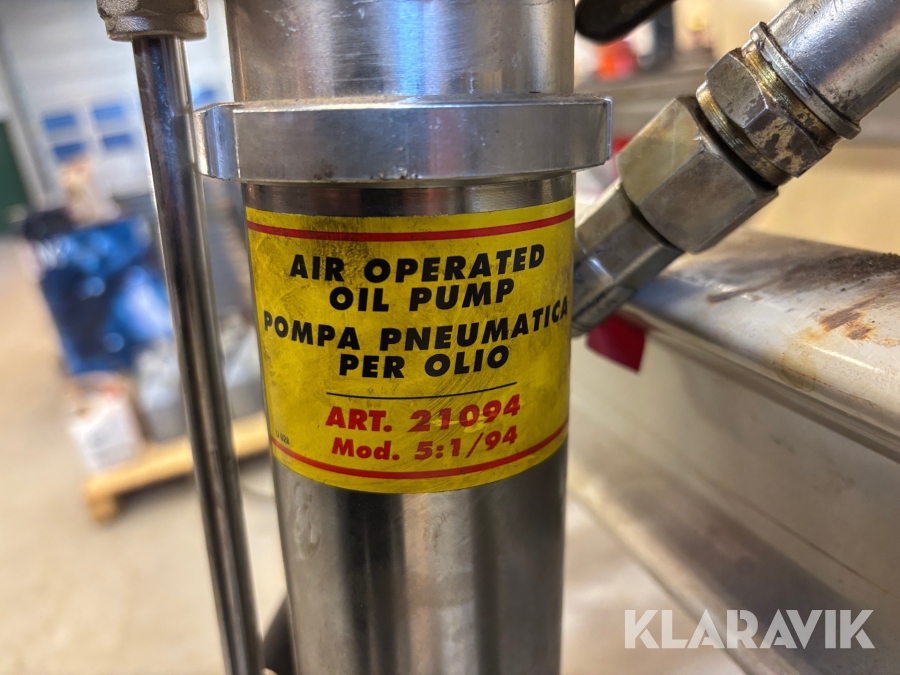 AIR OPERATED
OIL PUMP
POMPA PNEUMATICA
PER OLIO
ART. 21094
Mod. 5:1/94
KLARAVIK